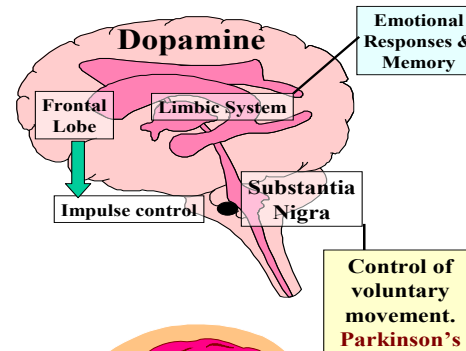 Dopamine
Emotional
Responses &
Memory
Frontal
Lobe
Limbic System
Impulse control
Substantia
Nigra
Control of
voluntary
movement.
Parkinson's